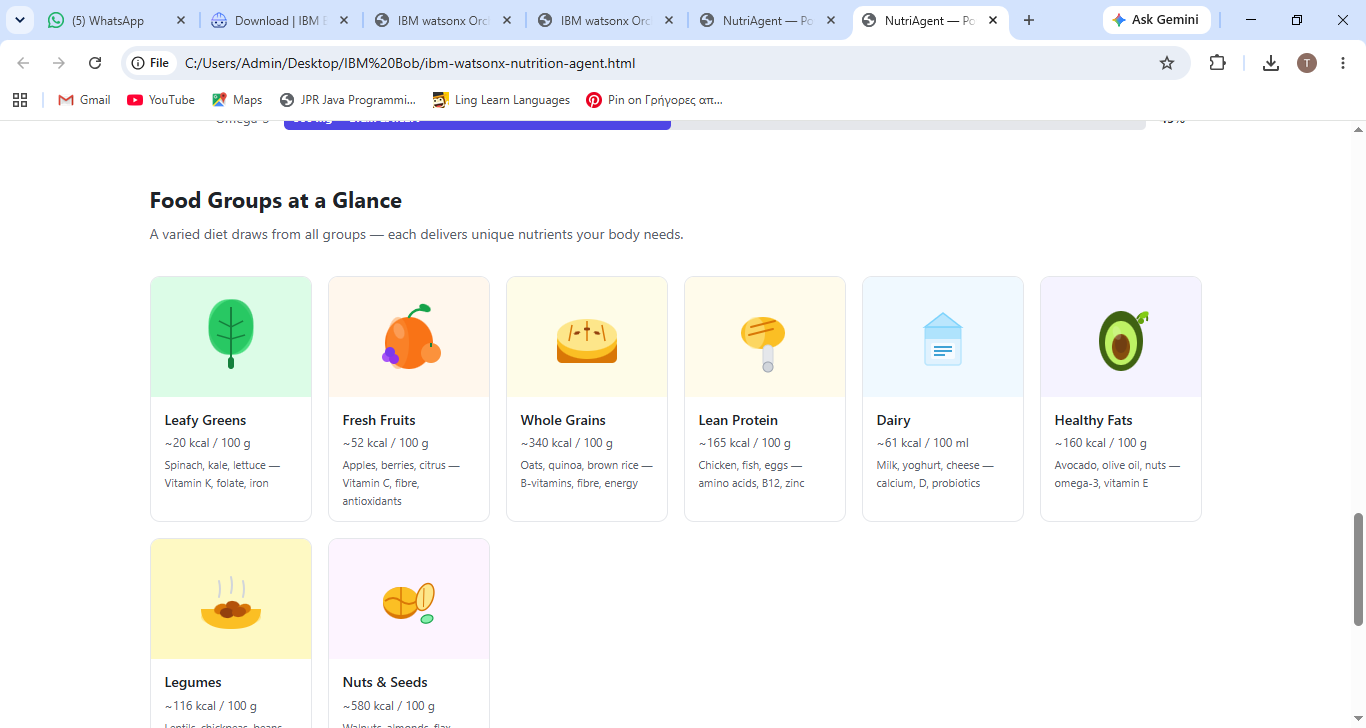 (5) WhatsApp
Download | IBM B
IBM watsonx Orc
IBM watsonx Orc
NutriAgent — Po
NutriAgent — Po
Ask Gemini
File
C:/Users/Admin/Desktop/IBM%20Bob/ibm-watsonx-nutrition-agent.html
T
Gmail
YouTube
Maps
JPR Java Programmi...
Ling Learn Languages
Pin on Γρήγορες απ...
Food Groups at a Glance
A varied diet draws from all groups — each delivers unique nutrients your body needs.
Leafy Greens
~20 kcal / 100 g
Spinach, kale, lettuce —
Vitamin K, folate, iron
Fresh Fruits
~52 kcal / 100 g
Apples, berries, citrus —
Vitamin C, fibre,
antioxidants
Whole Grains
~340 kcal / 100 g
Oats, quinoa, brown rice —
B-vitamins, fibre, energy
Lean Protein
~165 kcal / 100 g
Chicken, fish, eggs —
amino acids, B12, zinc
Dairy
~61 kcal / 100 ml
Milk, yoghurt, cheese —
calcium, D, probiotics
Healthy Fats
~160 kcal / 100 g
Avocado, olive oil, nuts —
omega-3, vitamin E
Legumes
~116 kcal / 100 g
Lentils, chickpeas, beans
Nuts & Seeds
~580 kcal / 100 g
Walnuts, almonds, flax